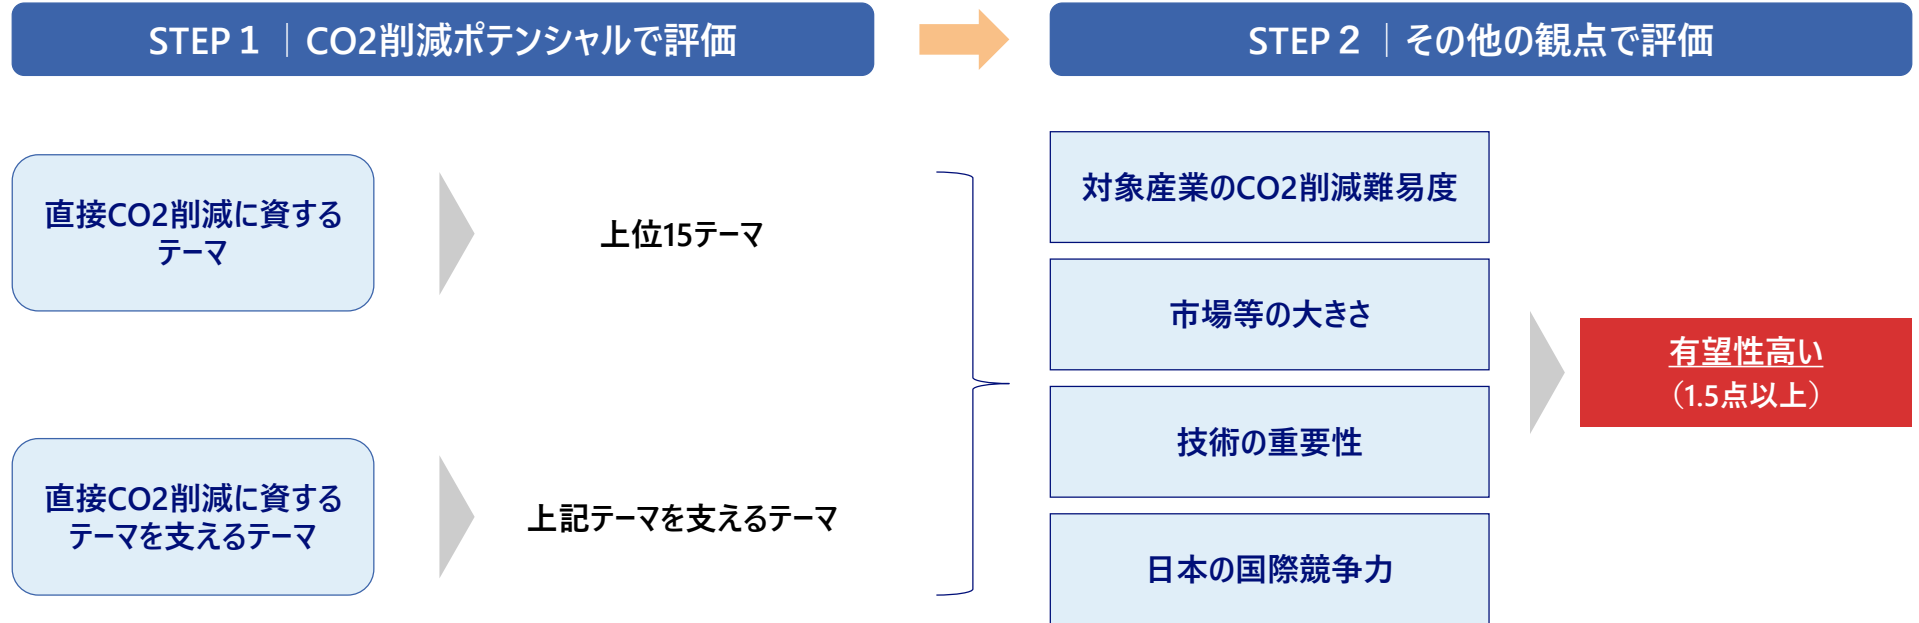 STEP１｜CO2削減ポテンシャルで評価
STEP２｜その他の観点で評価
直接CO2削減に資する
テーマ
上位15テーマ
直接CO2削減に資する
テーマを支えるテーマ
上記テーマを支えるテーマ
対象産業のCO2削減難易度
市場等の大きさ
技術の重要性
日本の国際競争力
有望性高い
（1.5点以上）